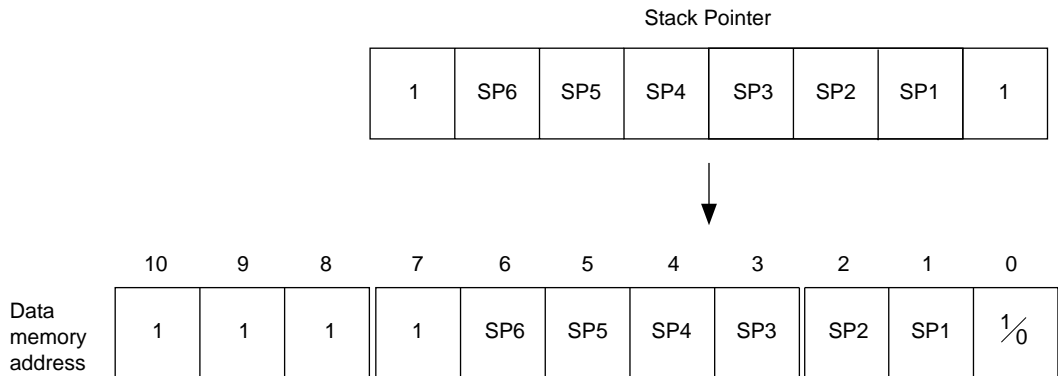 Stack Pointer
1 SP6 SP5 SP4 SP3 SP2 SP1 1
10 9 8 7 6 5 4 3 2 1 0
Data
memory
address
1 1 1 1 SP6 SP5 SP4 SP3 SP2 SP1 1/0